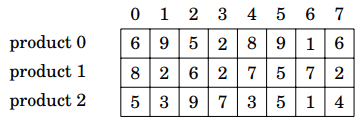 0 1 2 3 4 5 6 7
product 0 6 9 5 2 8 9 1 6
product 1 8 2 6 2 7 5 7 2
product 2 5 3 9 7 3 5 1 4